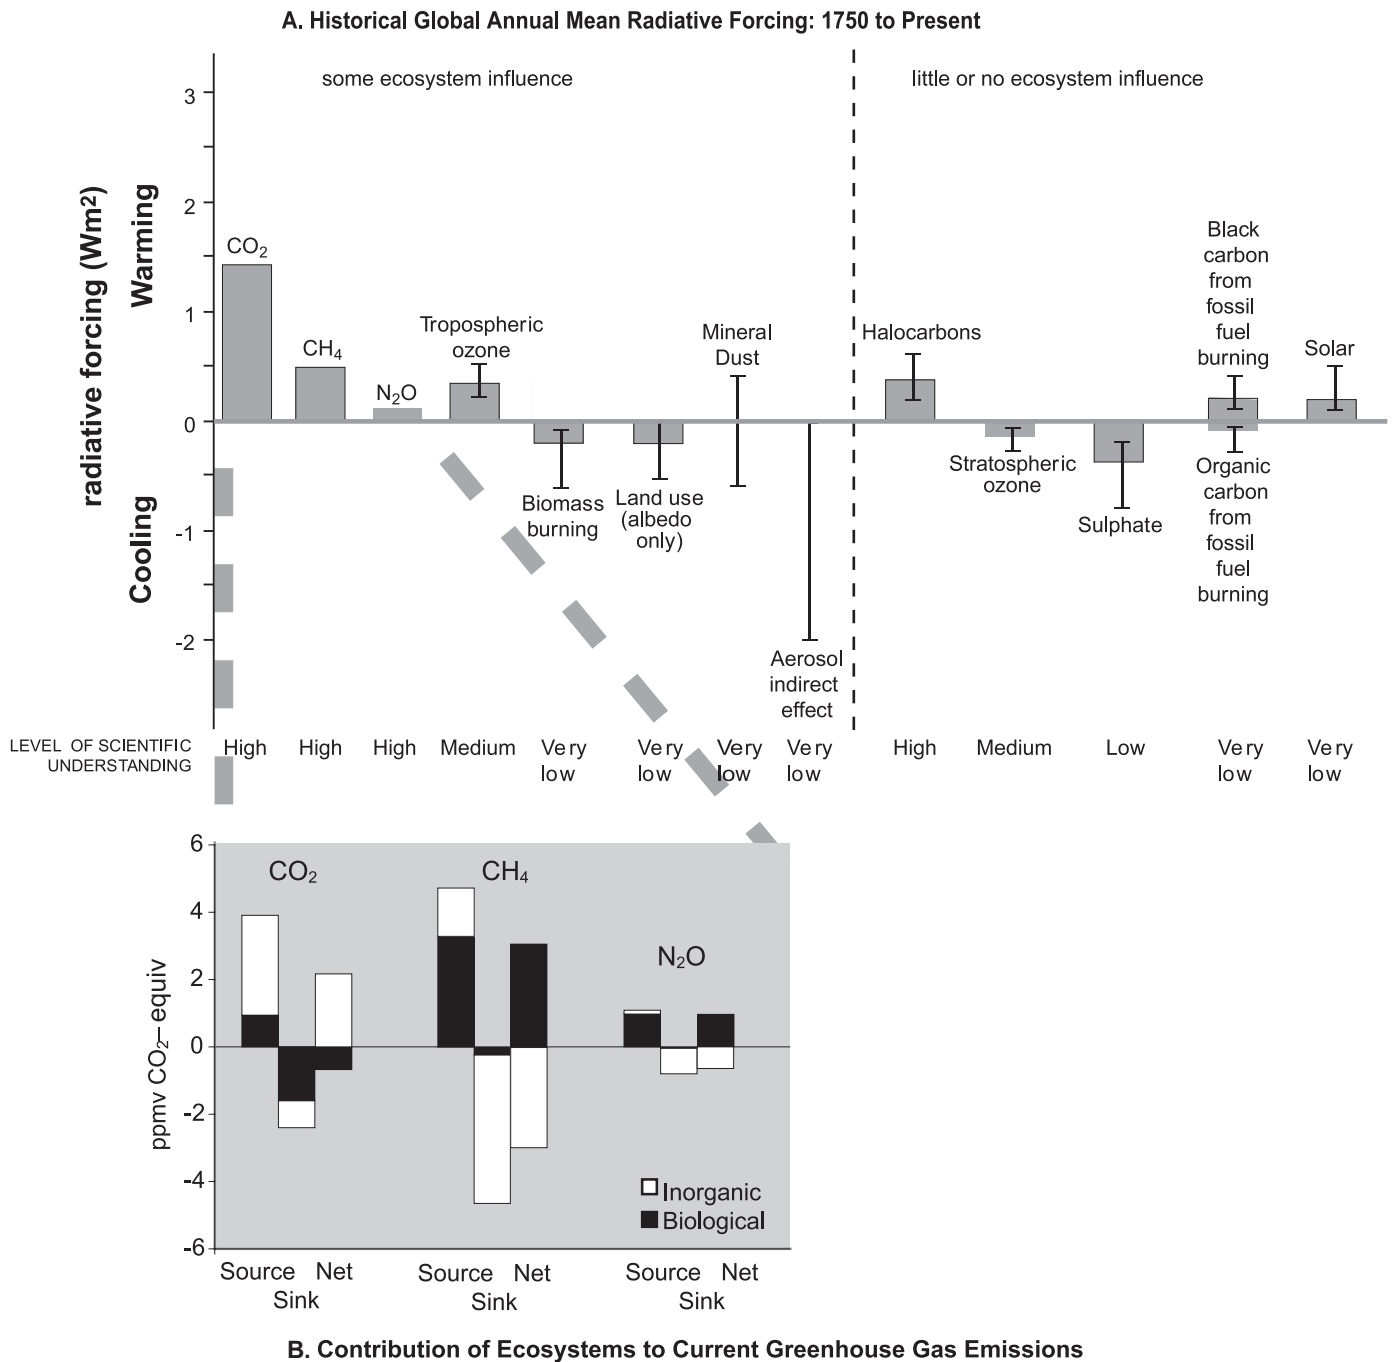 A. Historical Global Annual Mean Radiative Forcing: 1750 to Present
some ecosystem influence
little or no ecosystem influence
radiative forcing (Wm2)
Warming
Cooling
3
2
1
0
-1
-2
CO2
CH4
N2O
Tropospheric
ozone
Biomass
burning
Land use
(albedo
only)
Mineral
Dust
Aerosol
indirect
effect
Halocarbons
Stratospheric
ozone
Sulphate
Black
carbon
from
fossil
fuel
burning
Organic
carbon
from
fossil
fuel
burning
Solar
LEVEL OF SCIENTIFIC
UNDERSTANDING
High
High
High
Medium
Very
low
Very
low
Very
low
Very
low
High
Medium
Low
Very
low
Very
low
ppmv CO2– equiv
6
4
2
0
-2
-4
-6
CO2
CH4
N2O
Inorganic
Biological
Source Net
Sink
Source Net
Sink
Source Net
Sink
B. Contribution of Ecosystems to Current Greenhouse Gas Emissions